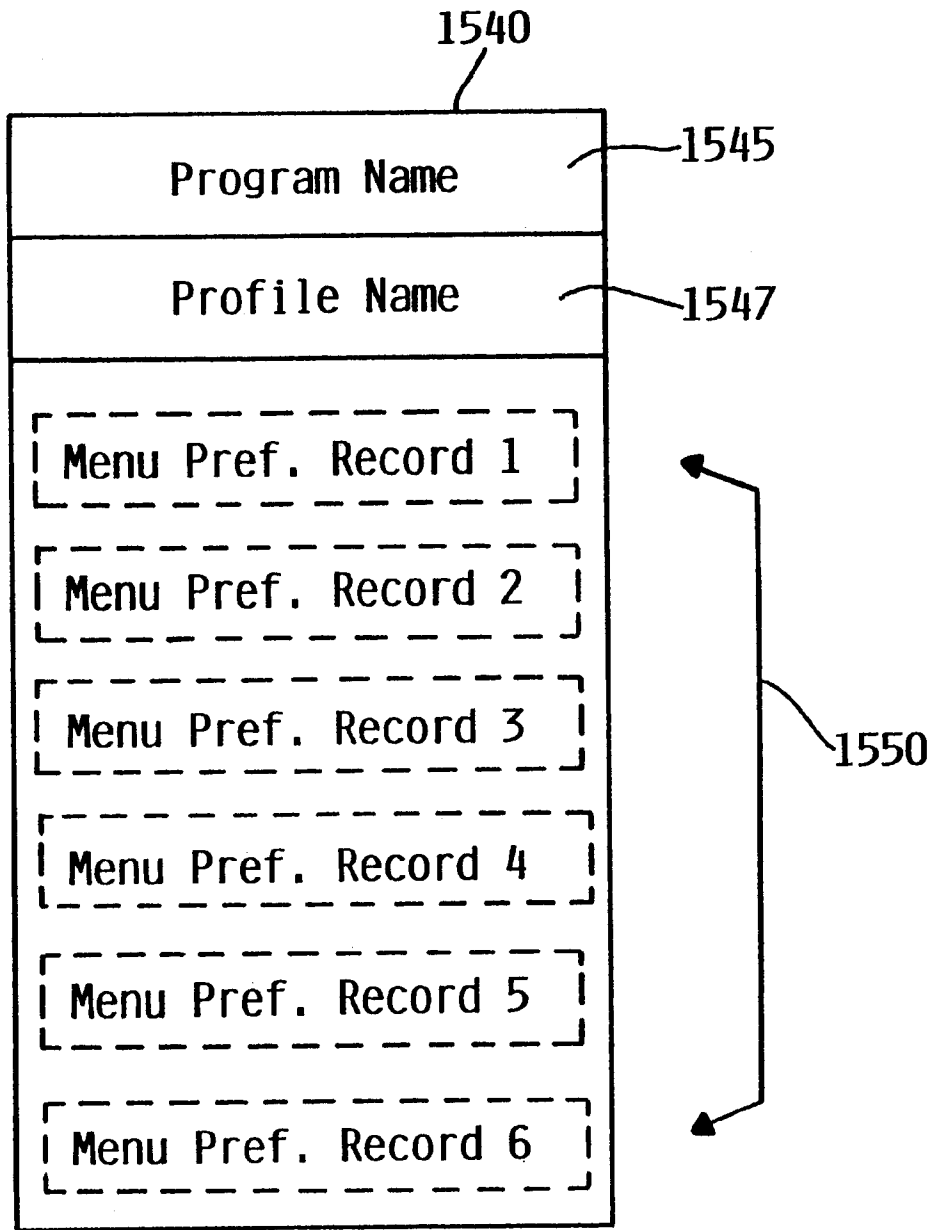 1540
Program Name
1545
Profile Name
1547
Menu Pref. Record 1
Menu Pref. Record 2
Menu Pref. Record 3
1550
Menu Pref. Record 4
Menu Pref. Record 5
Menu Pref. Record 6